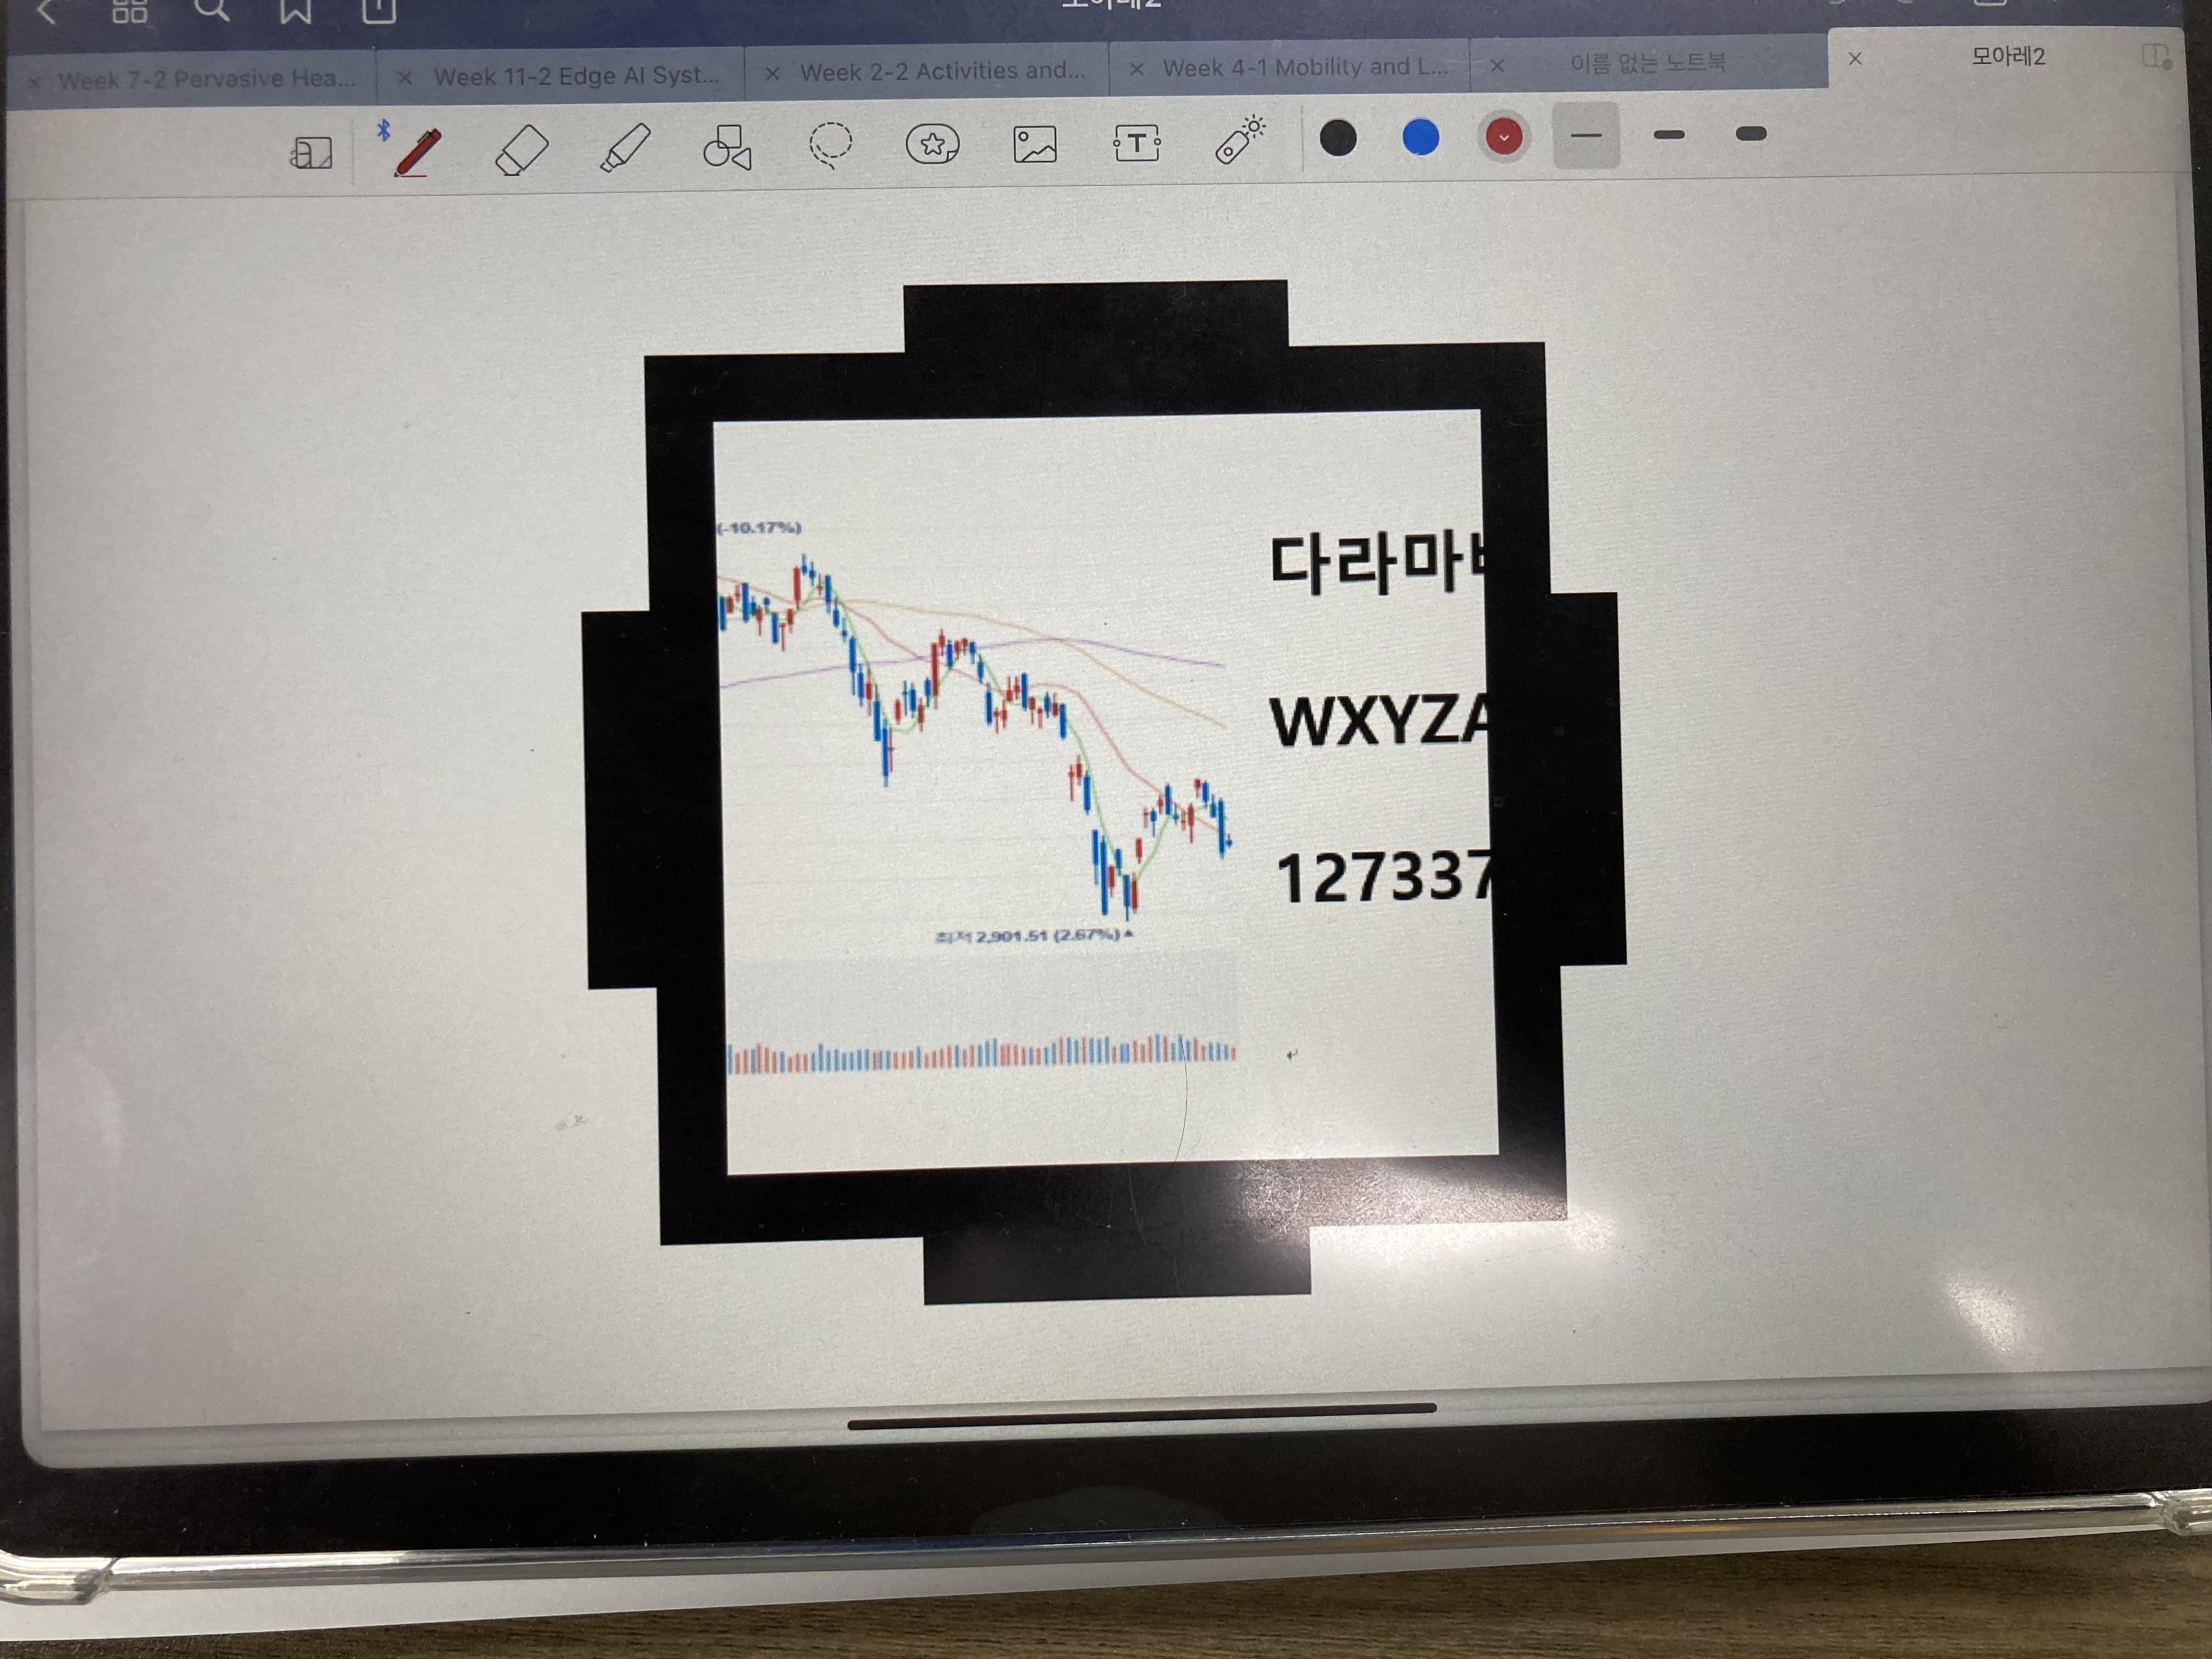 Week 7-2 Pervasive Hea...
Week 11-2 Edge AI Syst...
Week 2-2 Activities and...
Week 4-1 Mobility and L...
이름 없는 노트북
모아레2
(-10.17%)
최저 2,901.51 (2.67%)
다라마
WXYZA
12733